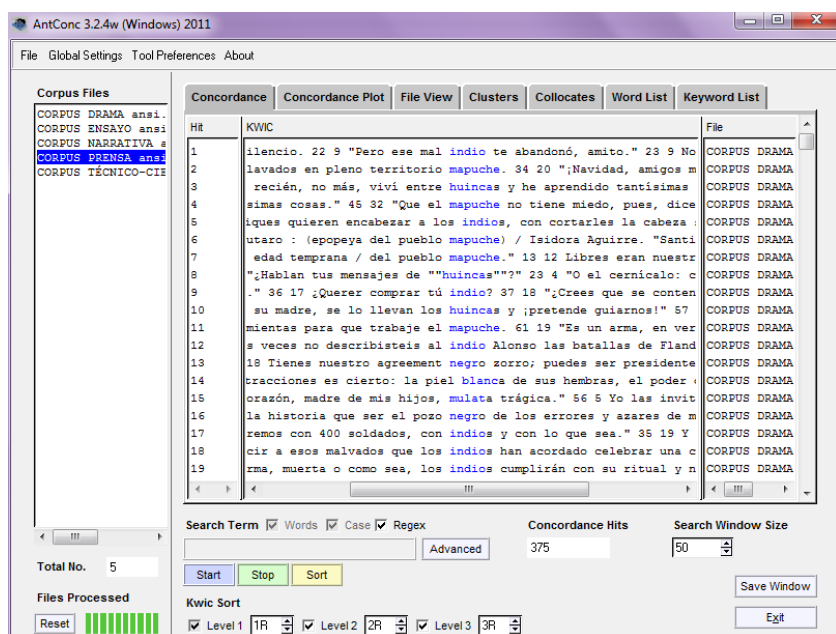 AntConc 3.2.4w (Windows) 2011
File Global Settings Tool Preferences About
Corpus Files
CORPUS DRAMA ansi.
CORPUS ENSAYO ansi
CORPUS NARRATIVA a
CORPUS PRENSA ansi
CORPUS TÉCNICO-CIE
Total No. 5
Files Processed
Reset
Concordance Concordance Plot File View Clusters Collocates Word List Keyword List
Hit KWIC File
1 ilencio. 22 9 "Pero ese mal indio te abandonó, amito." 23 9 No CORPUS DRAMA
2 lavados en pleno territorio mapuche. 34 20 "¡Navidad, amigos m CORPUS DRAMA
3 recién, no más, viví entre huincas y he aprendido tantísimas CORPUS DRAMA
4 simas cosas." 45 32 "Que el mapuche no tiene miedo, pues, dice CORPUS DRAMA
5 iques quieren encabezar a los indios, con cortarles la cabeza CORPUS DRAMA
6 utaro : (epopeya del pueblo mapuche) / Isidora Aguirre. "Santi CORPUS DRAMA
7 edad temprana / del pueblo mapuche." 13 12 Libres eran nuestr CORPUS DRAMA
8 "¿Hablan tus mensajes de ""huincas""?" 23 4 "O el cernícalo: c CORPUS DRAMA
9 ." 36 17 ¿Querer comprar tú indio? 37 18 "¿Crees que se conten CORPUS DRAMA
10 su madre, se lo llevan los huincas y ¡pretende guiarnos!" 57 CORPUS DRAMA
11 mientas para que trabaje el mapuche. 61 19 "Es un arma, en ver CORPUS DRAMA
12 s veces no describisteis al indio Alonso las batallas de Fland CORPUS DRAMA
13 18 Tienes nuestro agreement negro zorro; puedes ser presidente CORPUS DRAMA
14 tracciones es cierto: la piel blanca de sus hembras, el poder CORPUS DRAMA
15 orazón, madre de mis hijos, mulata trágica." 56 5 Yo las invit CORPUS DRAMA
16 la historia que ser el pozo negro de los errores y azares de m CORPUS DRAMA
17 remos con 400 soldados, con indios y con lo que sea." 35 19 Y CORPUS DRAMA
18 cir a esos malvados que los indios han acordado celebrar una c CORPUS DRAMA
19 rma, muerta o como sea, los indios cumplirán con su ritual y n CORPUS DRAMA
Search Term Words Case Regex
Advanced
Start Stop Sort
Concordance Hits
375
Search Window Size
50
Kwic Sort
Level 1 1R Level 2 2R Level 3 3R
Save Window
Exit